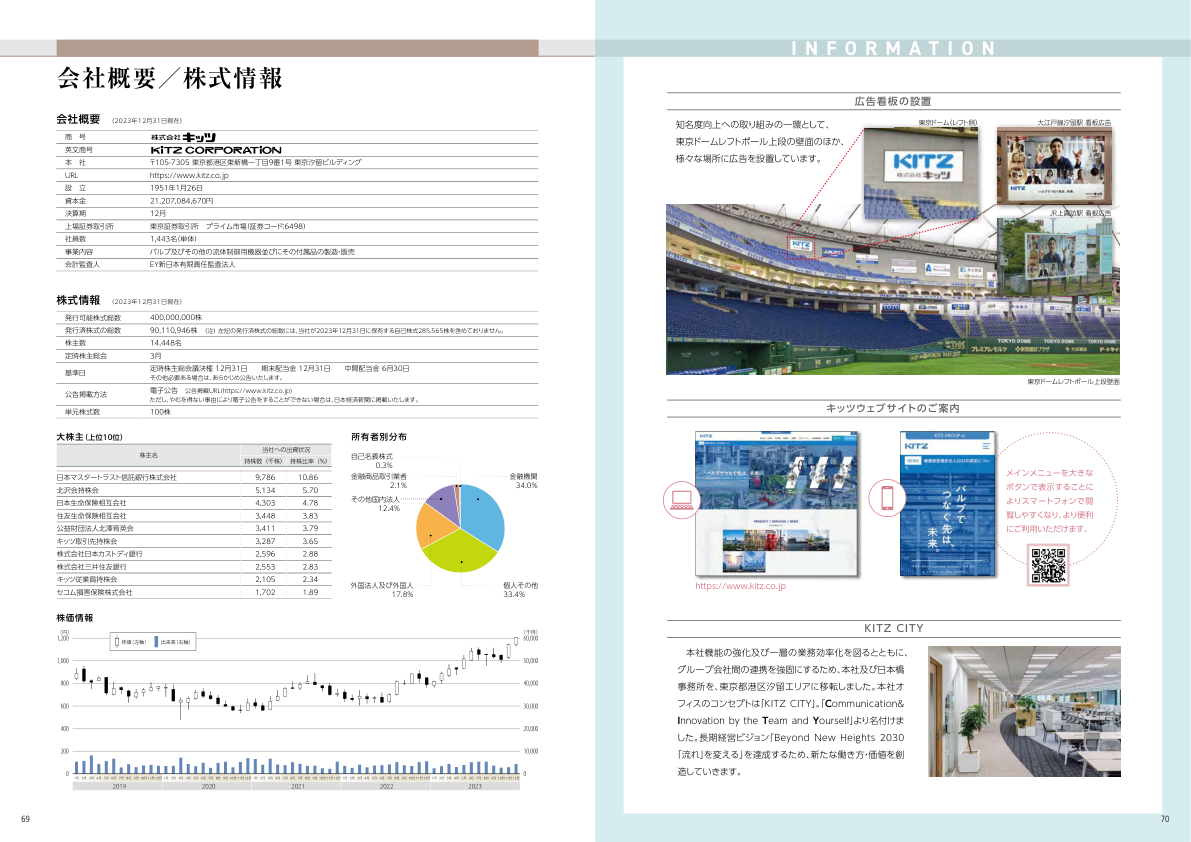 会社概要／株式情報
会社概要 （2023年12月31日現在）
商　号 株式会社キッツ
英文商号 KITZ CORPORATION
本　社 〒105-7305 東京都港区東新橋一丁目9番1号 東京汐留ビルディング
URL https://www.kitz.co.jp
設　立 1951年1月26日
資本金 21,207,084,670円
決算期 12月
上場証券取引所 東京証券取引所　プライム市場(証券コード:6498)
社員数 1,443名(単体)
事業内容 バルブ及びその他の流体制御用機器並びにその付属品の製造・販売
会計監査人 EY新日本有限責任監査法人
株式情報 （2023年12月31日現在）
発行可能株式総数 400,000,000株
発行済株式の総数 90,110,946株 （注）左記の発行済株式の総数には、当社が2023年12月31日に保有する自己株式285,565株を含めておりません。
株主数 14,448名
定時株主総会 3月
基準日 定時株主総会議決権 12月31日　期末配当金 12月31日　中間配当金 6月30日
その他必要ある場合は、あらかじめ公告いたします。
公告掲載方法 電子公告　公告掲載URL(https://www.kitz.co.jp)
ただし、やむを得ない事由により電子公告をすることができない場合は、日本経済新聞に掲載いたします。
単元株式数 100株
大株主（上位10位）
株主名 当社への出資状況
持株数（千株） 持株比率（%）
日本マスタートラスト信託銀行株式会社 9,786 10.86
北沢会持株会 5,134 5.70
日本生命保険相互会社 4,303 4.78
住友生命保険相互会社 3,448 3.83
公益財団法人北澤育英会 3,411 3.79
キッツ取引先持株会 3,287 3.65
株式会社日本カストディ銀行 2,596 2.88
株式会社三井住友銀行 2,553 2.83
キッツ従業員持株会 2,105 2.34
セコム損害保険株式会社 1,702 1.89
所有者別分布
自己名義株式
0.3%
金融商品取引業者
2.1%
その他国内法人
12.4%
外国法人及び外国人
17.8%
金融機関
34.0%
個人その他
33.4%
株価情報
(円) (千株)
株価（左軸） 出来高（右軸）
1,200 60,000
1,000 50,000
800 40,000
600 30,000
400 20,000
200 10,000
0 0
2019 2020 2021 2022 2023
69
INFORMATION
広告看板の設置
知名度向上への取り組みの一環として、
東京ドームレフトポール上段の壁面のほか、
様々な場所に広告を設置しています。
東京ドーム(レフト側)
大江戸線汐留駅 看板広告
KITZ
株式会社キッツ
JR上諏訪駅 看板広告
KITZ
TOKYO DOME TOKYO DOME TOKYO DOME
プレミアム・モルツ
東京ドームレフトポール上段壁面
キッツウェブサイトのご案内
KITZ
バルブでつなぐ先は、未来。
KITZ GROUP
KITZ
NEWS
バルブで
つなぐ先は、
未来。
メインメニューを大きな
ボタンで表示することに
よりスマートフォンで閲
覧しやすくなり、より便利
にご利用いただけます。
https://www.kitz.co.jp
KITZ CITY
本社機能の強化及び一層の業務効率化を図るとともに、
グループ会社間の連携を強固にするため、本社及び日本橋
事務所を、東京都港区汐留エリアに移転しました。本社オ
フィスのコンセプトは「KITZ CITY」。「Communication&
Innovation by the Team and Yourself」より名付けま
した。長期経営ビジョン「Beyond New Heights 2030
「流れ」を変える」を達成するため、新たな働き方・価値を創
造していきます。
70